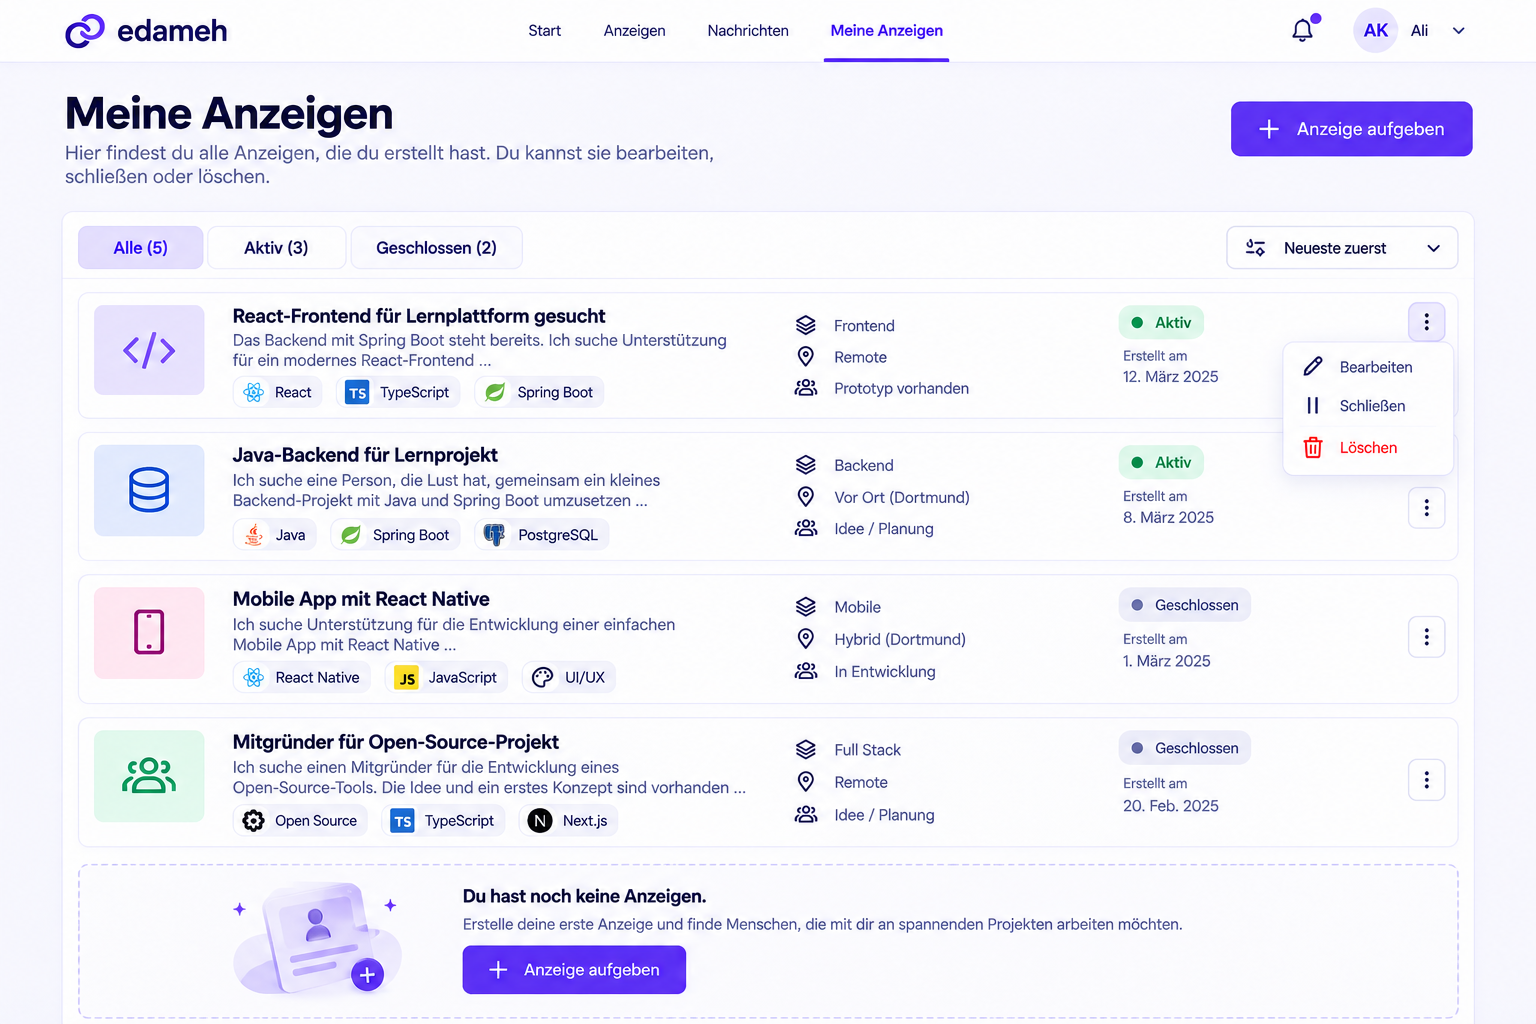 edameh
Start
Anzeigen
Nachrichten
Meine Anzeigen
AK
Ali
Meine Anzeigen
Hier findest du alle Anzeigen, die du erstellt hast. Du kannst sie bearbeiten,
schließen oder löschen.
Anzeige aufgeben
Alle (5)
Aktiv (3)
Geschlossen (2)
Neueste zuerst
React-Frontend für Lernplattform gesucht
Das Backend mit Spring Boot steht bereits. Ich suche Unterstützung
für ein modernes React-Frontend ...
React
TS
TypeScript
Spring Boot
Frontend
Remote
Prototyp vorhanden
Aktiv
Erstellt am
12. März 2025
Bearbeiten
Schließen
Löschen
Java-Backend für Lernprojekt
Ich suche eine Person, die Lust hat, gemeinsam ein kleines
Backend-Projekt mit Java und Spring Boot umzusetzen ...
Java
Spring Boot
PostgreSQL
Backend
Vor Ort (Dortmund)
Idee / Planung
Aktiv
Erstellt am
8. März 2025
Mobile App mit React Native
Ich suche Unterstützung für die Entwicklung einer einfachen
Mobile App mit React Native ...
React Native
JS
JavaScript
UI/UX
Mobile
Hybrid (Dortmund)
In Entwicklung
Geschlossen
Erstellt am
1. März 2025
Mitgründer für Open-Source-Projekt
Ich suche einen Mitgründer für die Entwicklung eines
Open-Source-Tools. Die Idee und ein erstes Konzept sind vorhanden ...
Open Source
TS
TypeScript
N
Next.js
Full Stack
Remote
Idee / Planung
Geschlossen
Erstellt am
20. Feb. 2025
Du hast noch keine Anzeigen.
Erstelle deine erste Anzeige und finde Menschen, die mit dir an spannenden Projekten arbeiten möchten.
Anzeige aufgeben